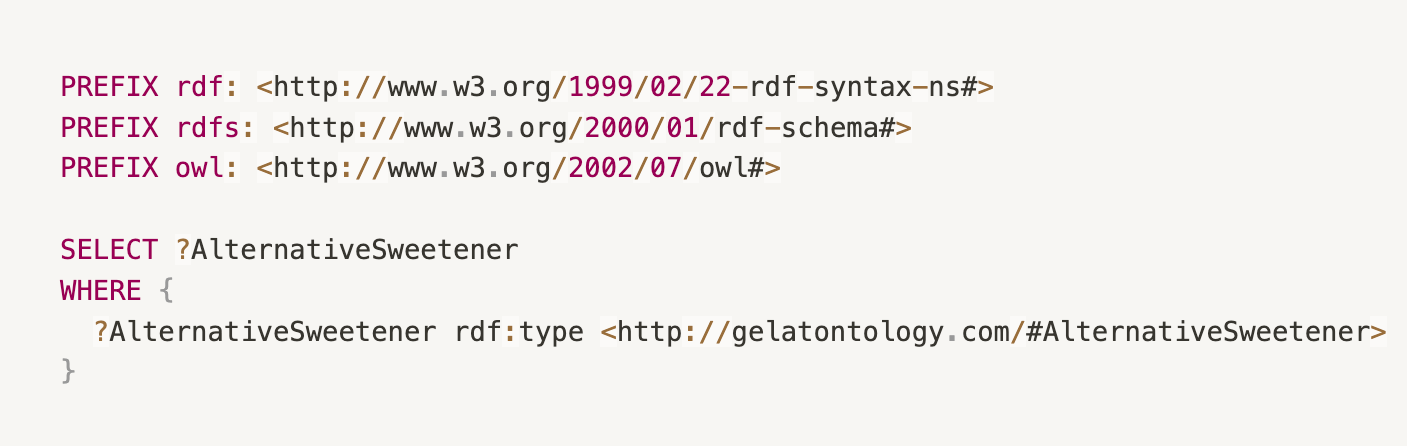 PREFIX rdf: <http://www.w3.org/1999/02/22-rdf-syntax-ns#>
PREFIX rdfs: <http://www.w3.org/2000/01/rdf-schema#>
PREFIX owl: <http://www.w3.org/2002/07/owl#>

SELECT ?AlternativeSweetener
WHERE {
  ?AlternativeSweetener rdf:type <http://gelatontology.com/#AlternativeSweetener>
}